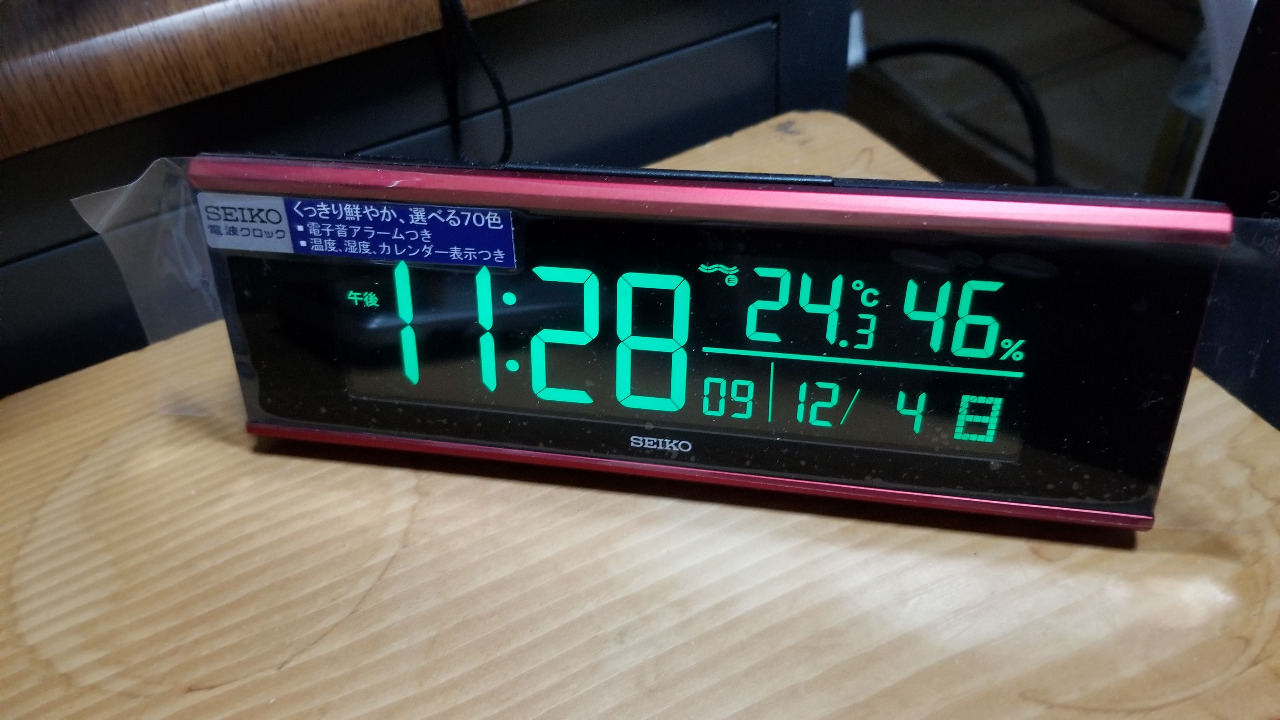 SEIKO
電波クロック
くっきり鮮やか、選べる70色
▪電子音アラームつき
▪温度、湿度、カレンダー表示つき
午後 11:28
24.3℃ 46%
09 12/ 4 日
SEIKO